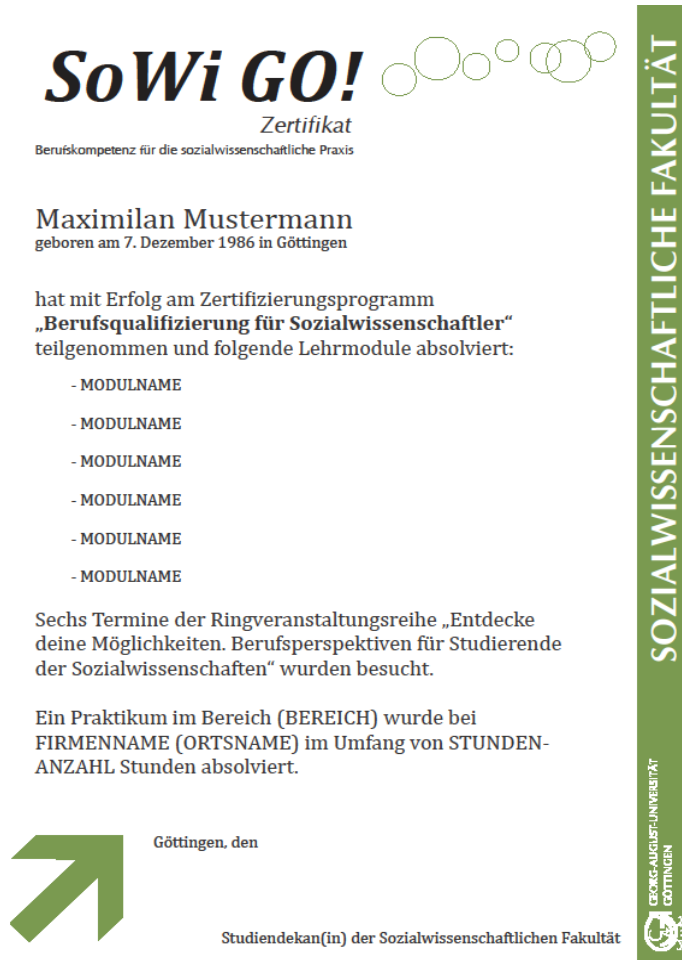 SoWi GO!
Zertifikat
Berufskompetenz für die sozialwissenschaftliche Praxis
Maximilan Mustermann
geboren am 7. Dezember 1986 in Göttingen
hat mit Erfolg am Zertifizierungsprogramm
„Berufsqualifizierung für Sozialwissenschaftler“
teilgenommen und folgende Lehrmodule absolviert:
- MODULNAME
- MODULNAME
- MODULNAME
- MODULNAME
- MODULNAME
- MODULNAME
Sechs Termine der Ringveranstaltungsreihe „Entdecke
deine Möglichkeiten. Berufsperspektiven für Studierende
der Sozialwissenschaften“ wurden besucht.
Ein Praktikum im Bereich (BEREICH) wurde bei
FIRMENNAME (ORTSNAME) im Umfang von STUNDEN-
ANZAHL Stunden absolviert.
Göttingen, den
Studiendekan(in) der Sozialwissenschaftlichen Fakultät
SOZIALWISSENSCHAFTLICHE FAKULTÄT
GEORG-AUGUST-UNIVERSITÄT
GÖTTINGEN